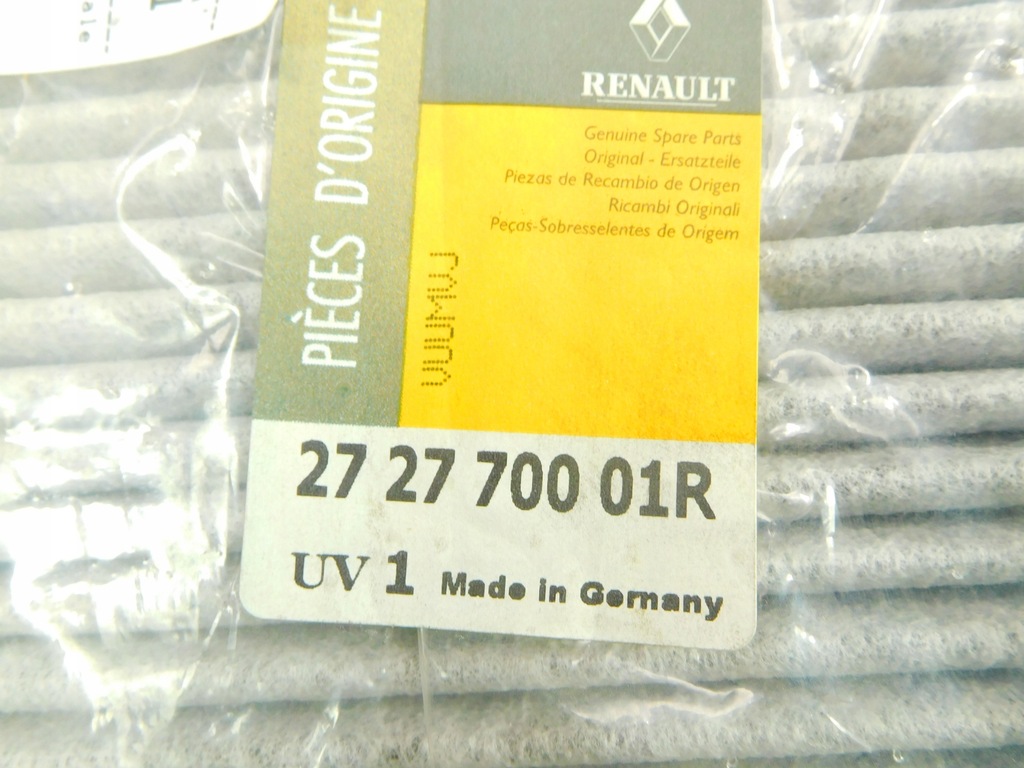 ale
PIÈCES D'ORIGINE
RENAULT
Genuine Spare Parts
Original - Ersatzteile
Piezas de Recambio de Origen
Ricambi Originali
Peças-Sobresselentes de Origem
27 27 700 01R
UV 1 Made in Germany